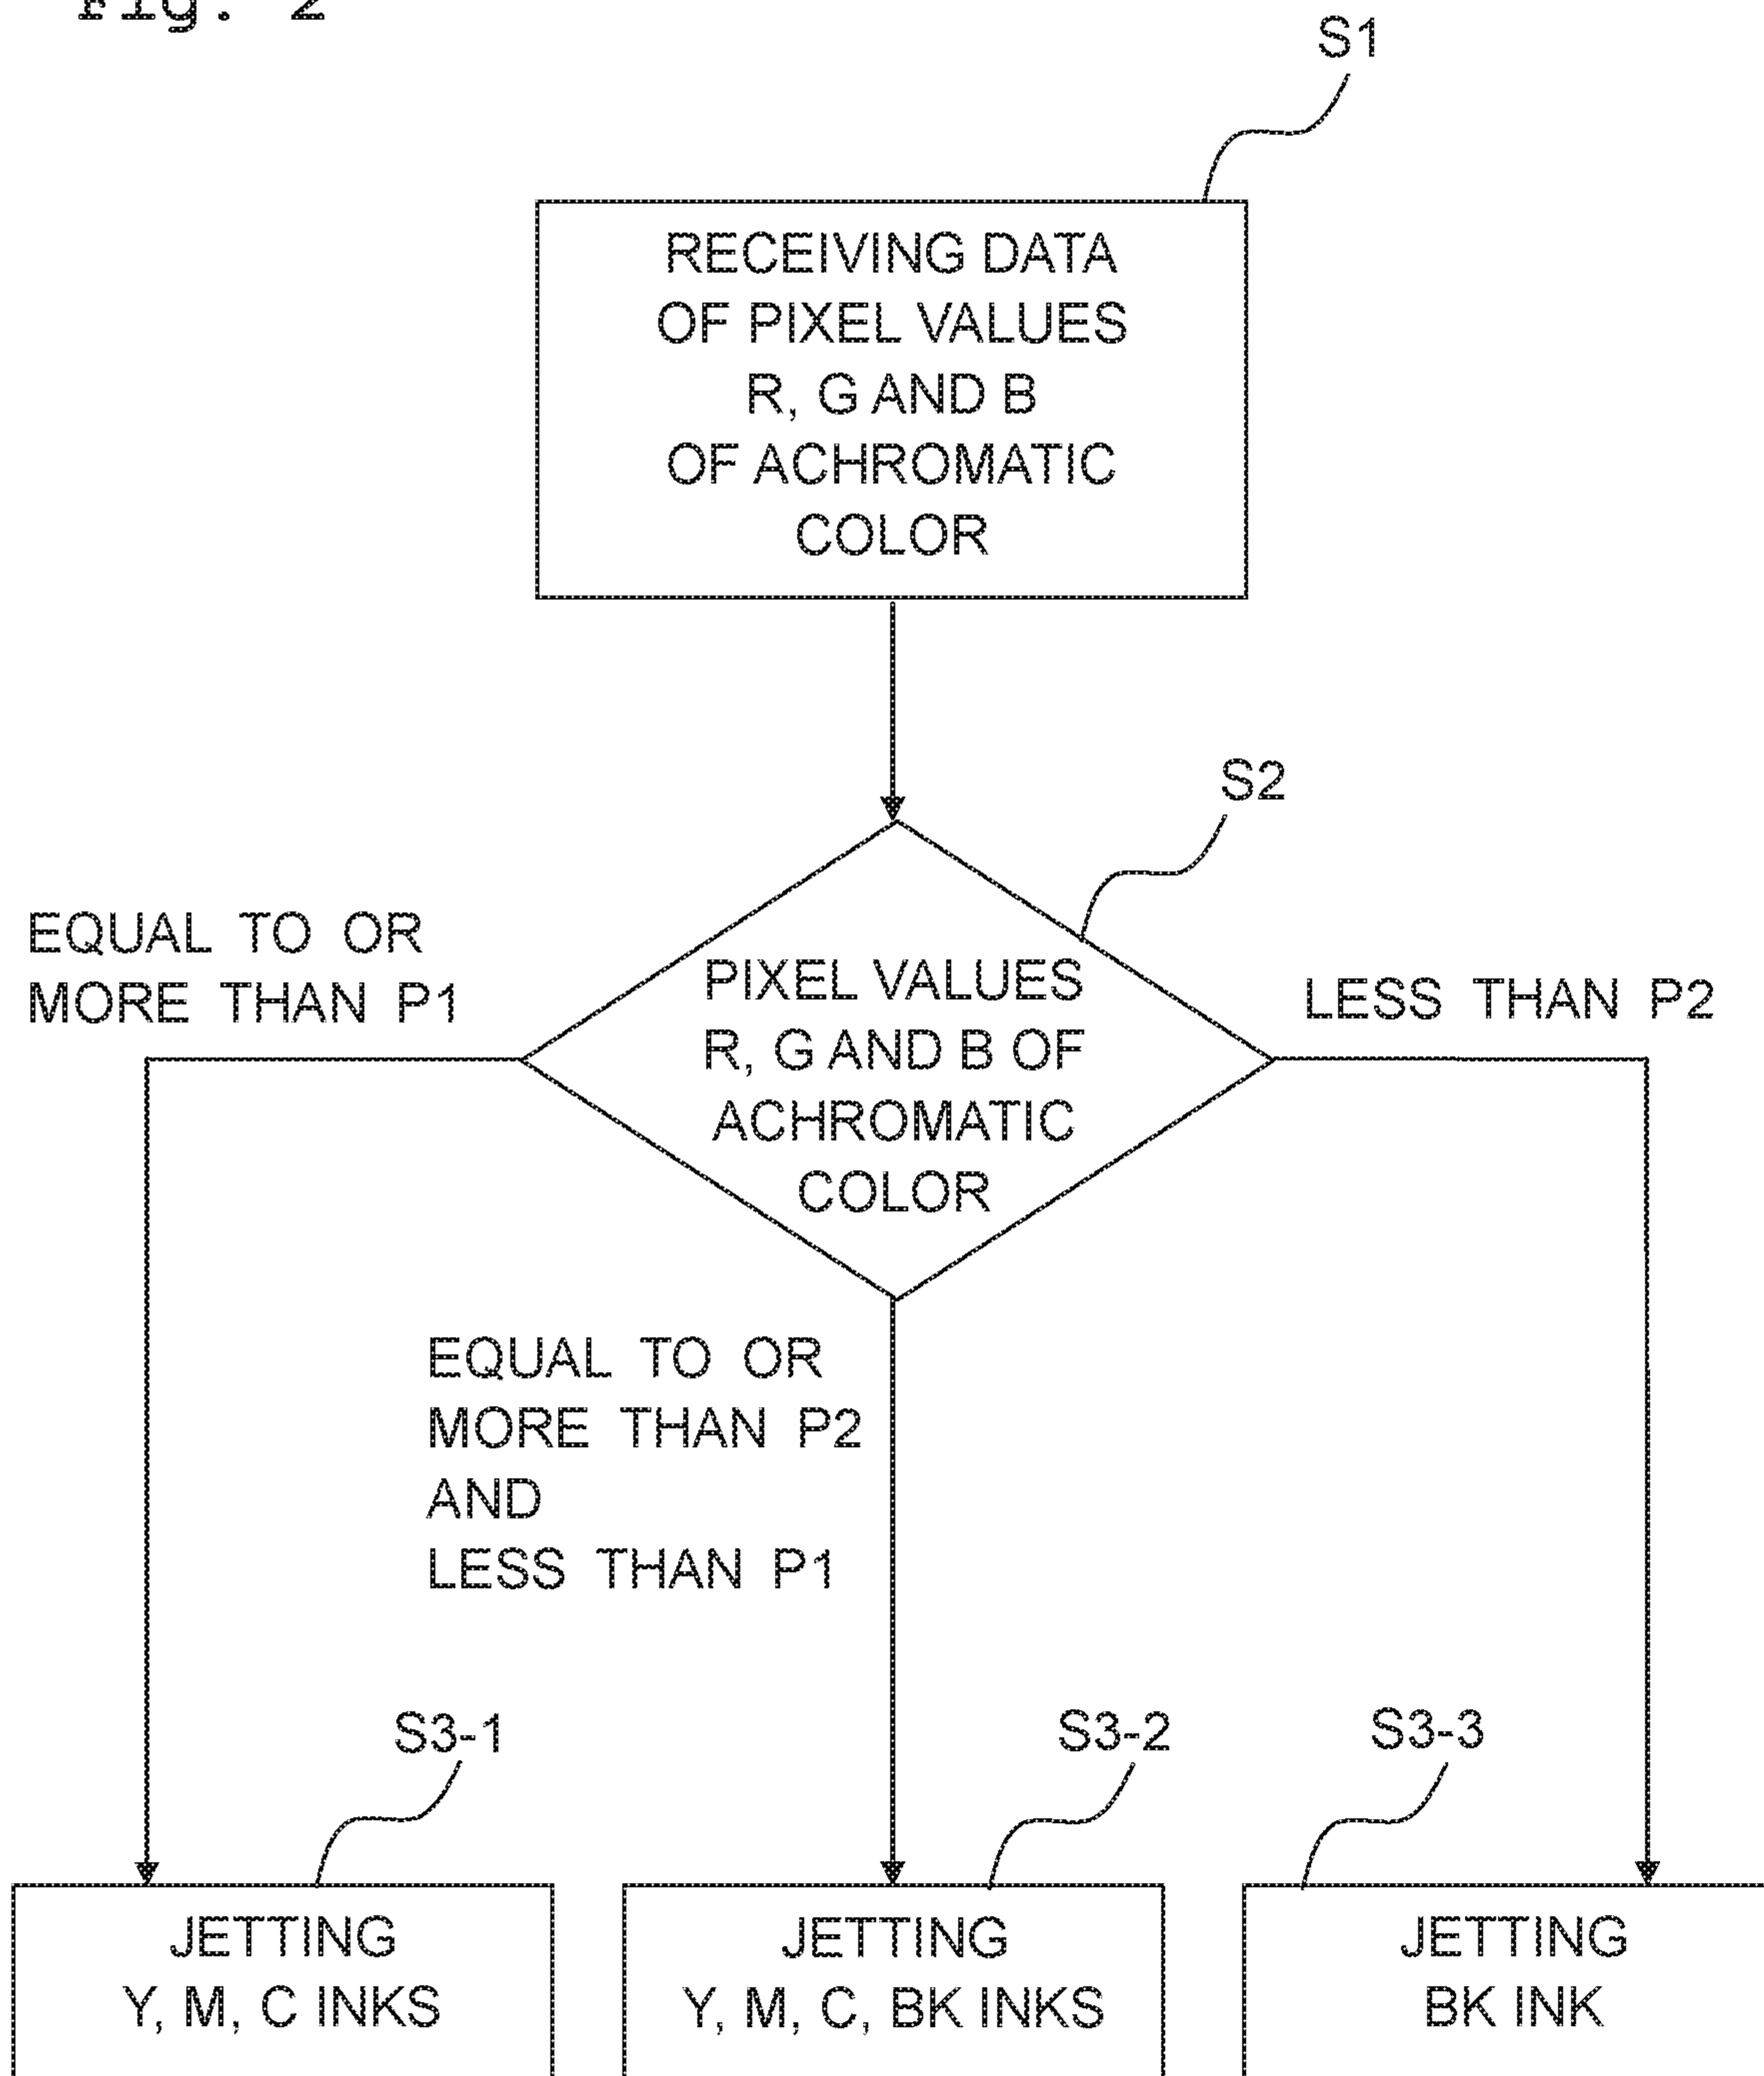 Fig. 2
S1
RECEIVING DATA
OF PIXEL VALUES
R, G AND B
OF ACHROMATIC
COLOR
S2
EQUAL TO OR
MORE THAN P1
PIXEL VALUES
R, G AND B OF
ACHROMATIC
COLOR
LESS THAN P2
EQUAL TO OR
MORE THAN P2
AND
LESS THAN P1
S3-1
S3-2
S3-3
JETTING
Y, M, C INKS
JETTING
Y, M, C, BK INKS
JETTING
BK INK